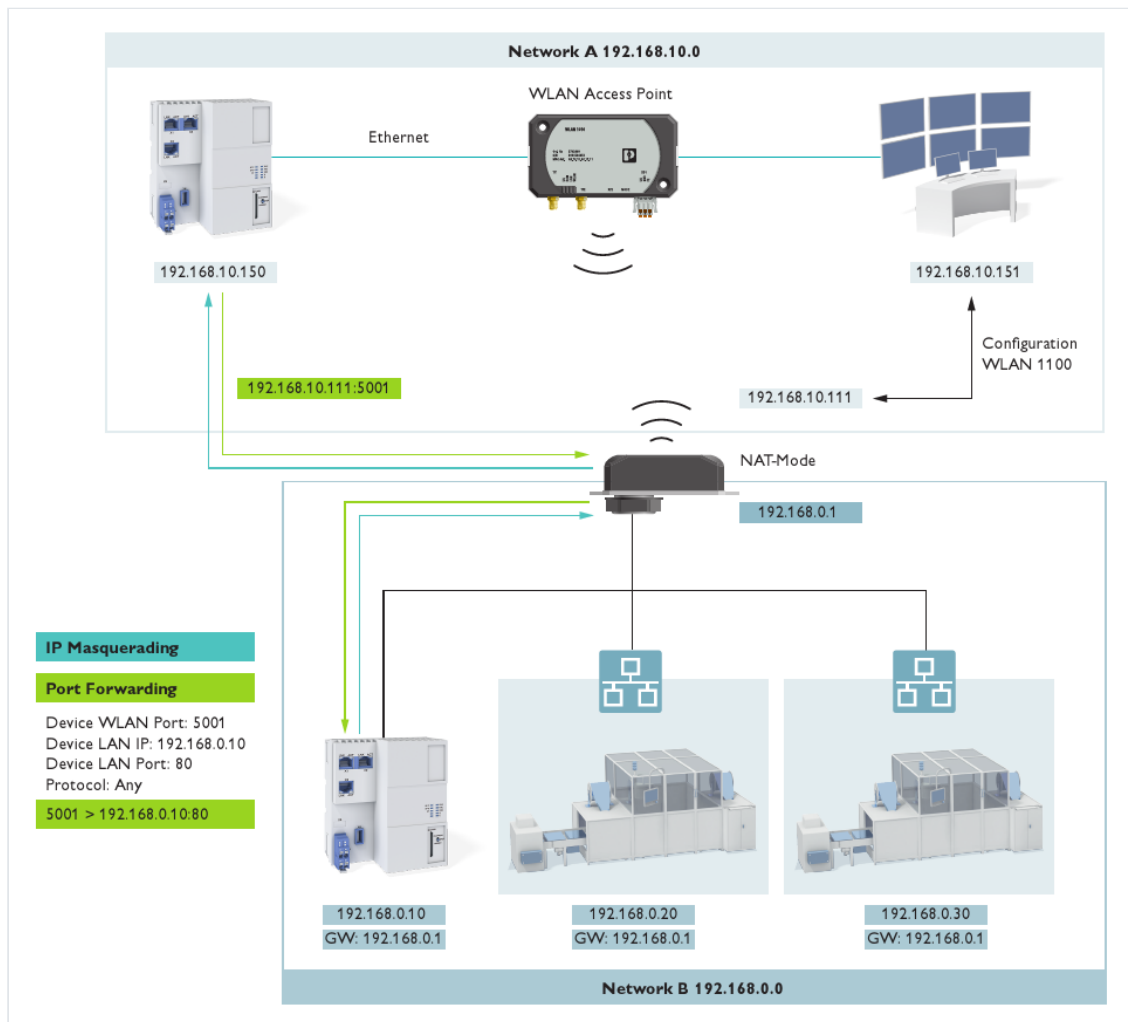 Network A 192.168.10.0
WLAN Access Point
Ethernet
192.168.10.150
192.168.10.151
Configuration
WLAN 1100
192.168.10.111:5001
192.168.10.111
NAT-Mode
192.168.0.1
IP Masquerading
Port Forwarding
Device WLAN Port: 5001
Device LAN IP: 192.168.0.10
Device LAN Port: 80
Protocol: Any
5001 > 192.168.0.10:80
192.168.0.10
GW: 192.168.0.1
192.168.0.20
GW: 192.168.0.1
192.168.0.30
GW: 192.168.0.1
Network B 192.168.0.0